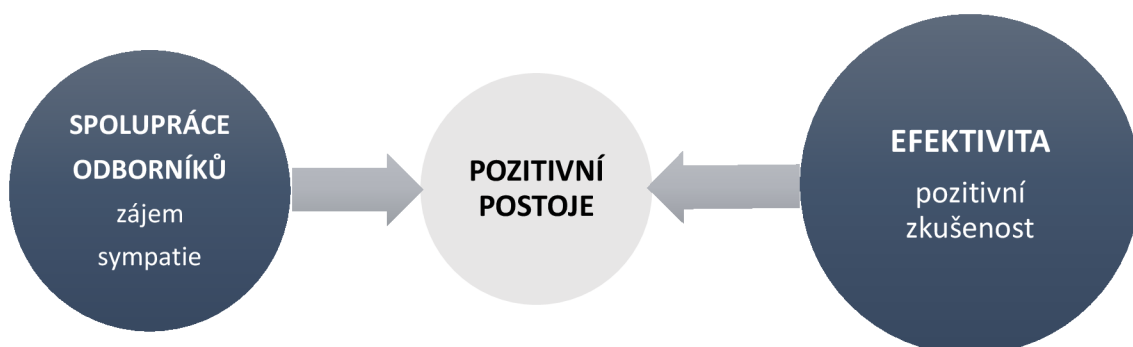 SPOLUPRÁCE
ODBORNÍKŮ
zájem
sympatie
POZITIVNÍ
POSTOJE
EFEKTIVITA
pozitivní
zkušenost